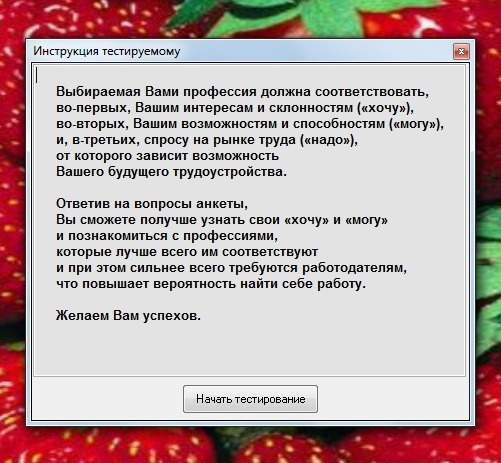 Инструкция тестируемому
Выбираемая Вами профессия должна соответствовать,
во-первых, Вашим интересам и склонностям («хочу»),
во-вторых, Вашим возможностям и способностям («могу»),
и, в-третьих, спросу на рынке труда («надо»),
от которого зависит возможность
Вашего будущего трудоустройства.
Ответив на вопросы анкеты,
Вы сможете получше узнать свои «хочу» и «могу»
и познакомиться с профессиями,
которые лучше всего им соответствуют
и при этом сильнее всего требуются работодателям,
что повышает вероятность найти себе работу.
Желаем Вам успехов.
Начать тестирование